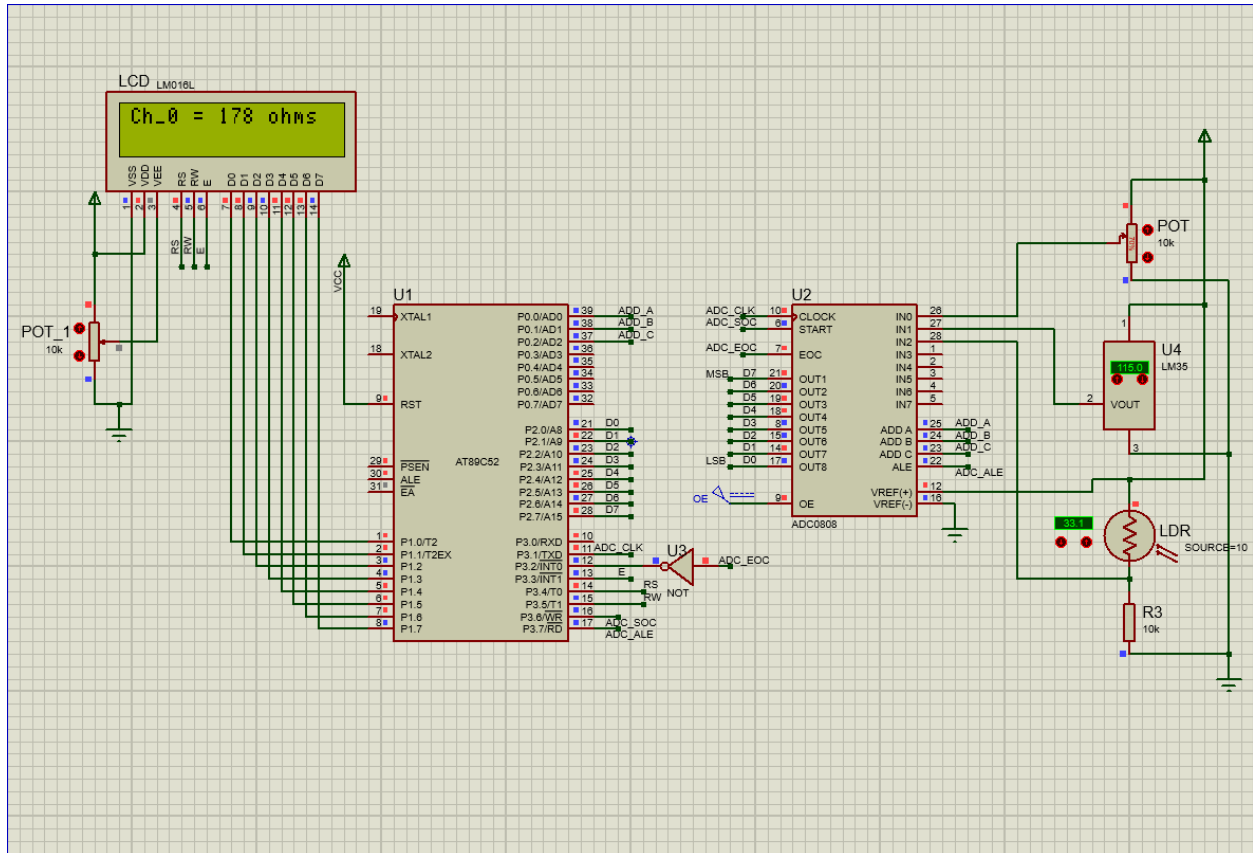 LCD LM016L
Ch_0 = 178 ohms
VSS VDD VEE RS RW E D0 D1 D2 D3 D4 D5 D6 D7
1 2 3 4 5 6 7 8 9 10 11 12 13 14
RS RW E
POT_1
10k
VCC
U1
19 XTAL1
18 XTAL2
9 RST
29 PSEN
30 ALE
31 EA
AT89C52
1 P1.0/T2
2 P1.1/T2EX
3 P1.2
4 P1.3
5 P1.4
6 P1.5
7 P1.6
8 P1.7
P0.0/AD0 39 ADD_A
P0.1/AD1 38 ADD_B
P0.2/AD2 37 ADD_C
P0.3/AD3 36
P0.4/AD4 35
P0.5/AD5 34
P0.6/AD6 33
P0.7/AD7 32
P2.0/A8 21 D0
P2.1/A9 22 D1
P2.2/A10 23 D2
P2.3/A11 24 D3
P2.4/A12 25 D4
P2.5/A13 26 D5
P2.6/A14 27 D6
P2.7/A15 28 D7
P3.0/RXD 10
P3.1/TXD 11 ADC_CLK
P3.2/INT0 12
P3.3/INT1 13 E
P3.4/T0 14 RS
P3.5/T1 15 RW
P3.6/WR 16 ADC_SOC
P3.7/RD 17 ADC_ALE
U3
NOT
ADC_EOC
U2
ADC_CLK 10 CLOCK
ADC_SOC 6 START
ADC_EOC 7 EOC
MSB D7 21 OUT1
D6 20 OUT2
D5 19 OUT3
D4 18 OUT4
D3 8 OUT5
D2 15 OUT6
D1 14 OUT7
LSB D0 17 OUT8
OE 9 OE
ADC0808
IN0 26
IN1 27
IN2 28
IN3 1
IN4 2
IN5 3
IN6 4
IN7 5
ADD A 25 ADD_A
ADD B 24 ADD_B
ADD C 23 ADD_C
ALE 22 ADC_ALE
VREF(+) 12
VREF(-) 16
POT
10k
70%
1
U4
LM35
115.0
2 VOUT
3
33.1
LDR
SOURCE=10
R3
10k